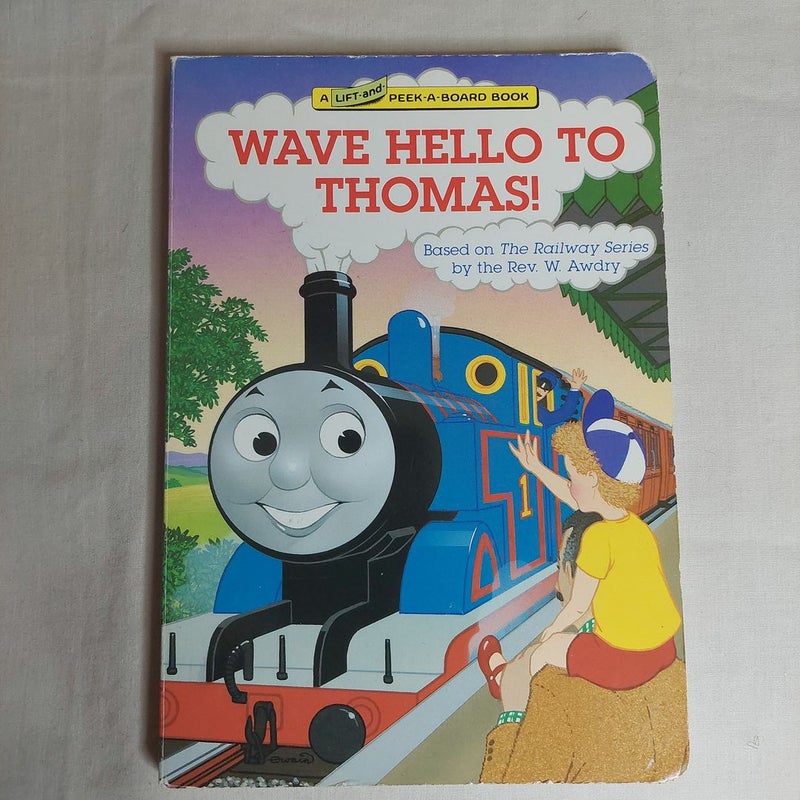 A LIFT-and- PEEK-A-BOARD BOOK
WAVE HELLO TO
THOMAS!
Based on The Railway Series
by the Rev. W. Awdry
1
Owain